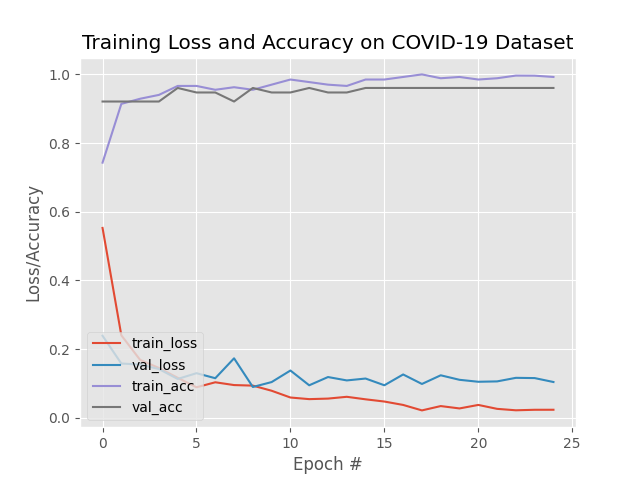 Training Loss and Accuracy on COVID-19 Dataset
1.0
0.8
0.6
0.4
0.2
0.0
Loss/Accuracy
train_loss
val_loss
train_acc
val_acc
0 5 10 15 20 25
Epoch #